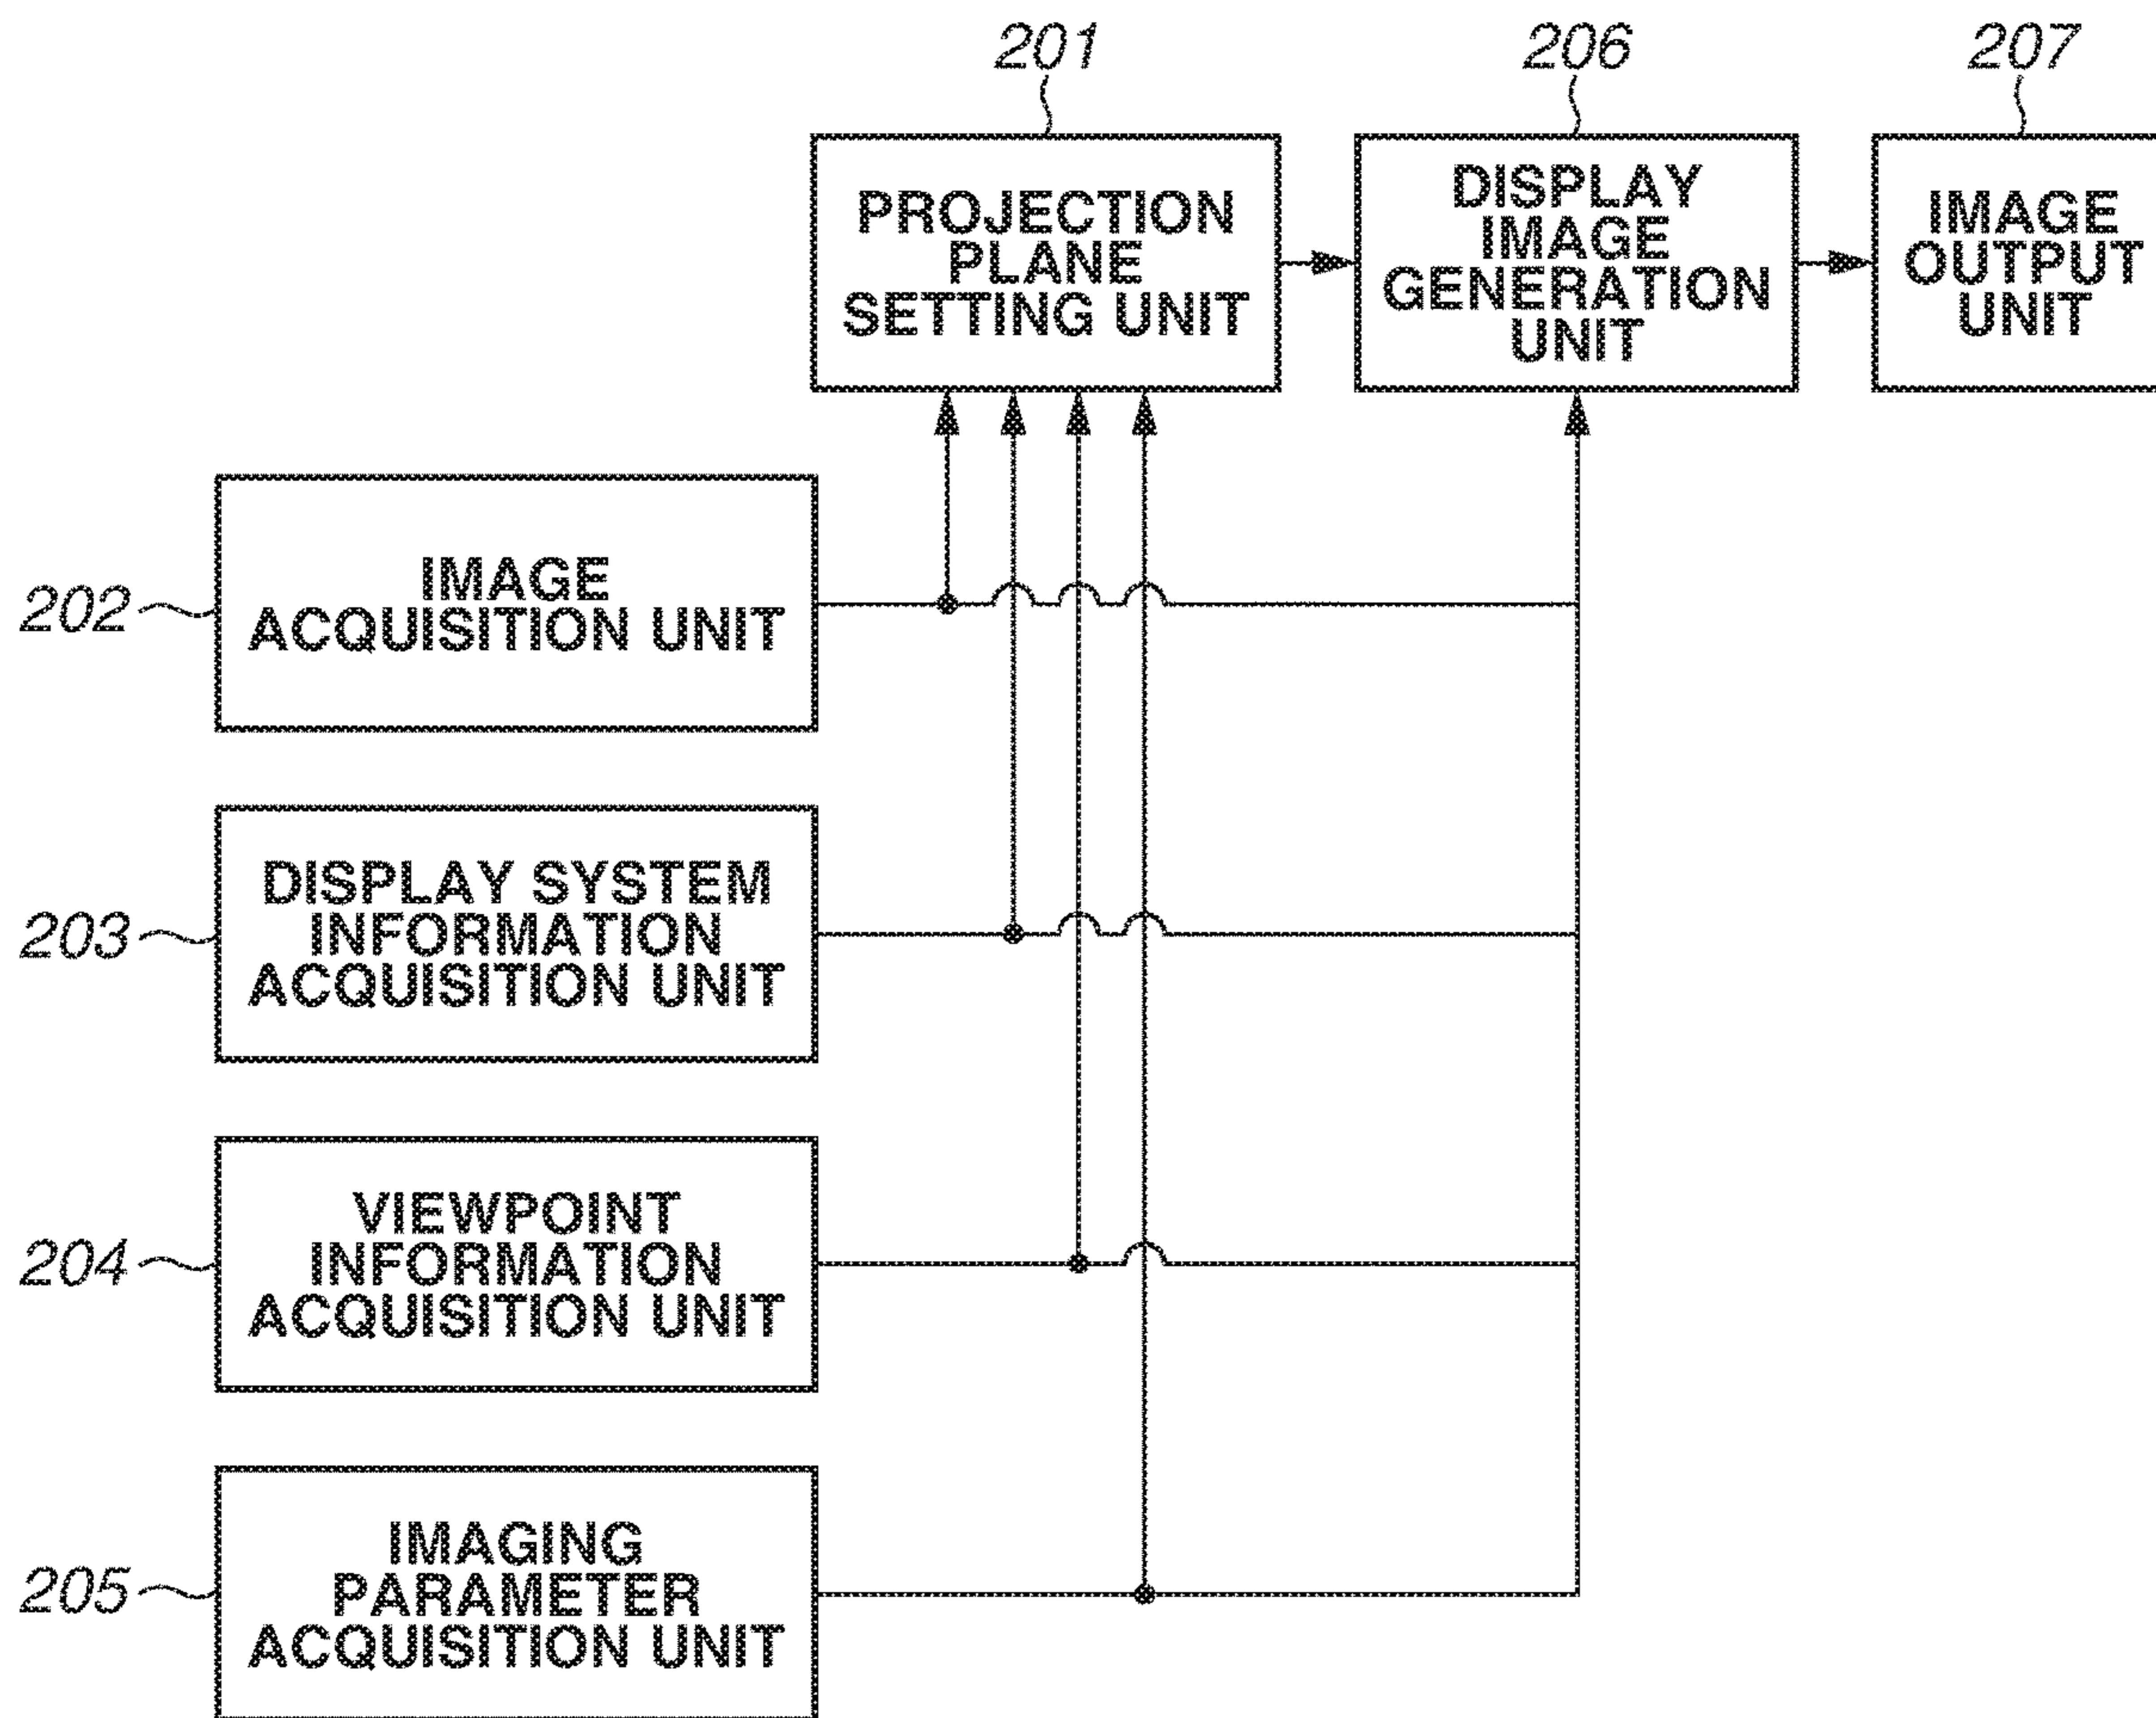 201
206
207
PROJECTION
PLANE
SETTING UNIT
DISPLAY
IMAGE
GENERATION
UNIT
IMAGE
OUTPUT
UNIT
202
IMAGE
ACQUISITION UNIT
203
DISPLAY SYSTEM
INFORMATION
ACQUISITION UNIT
204
VIEWPOINT
INFORMATION
ACQUISITION UNIT
205
IMAGING
PARAMETER
ACQUISITION UNIT